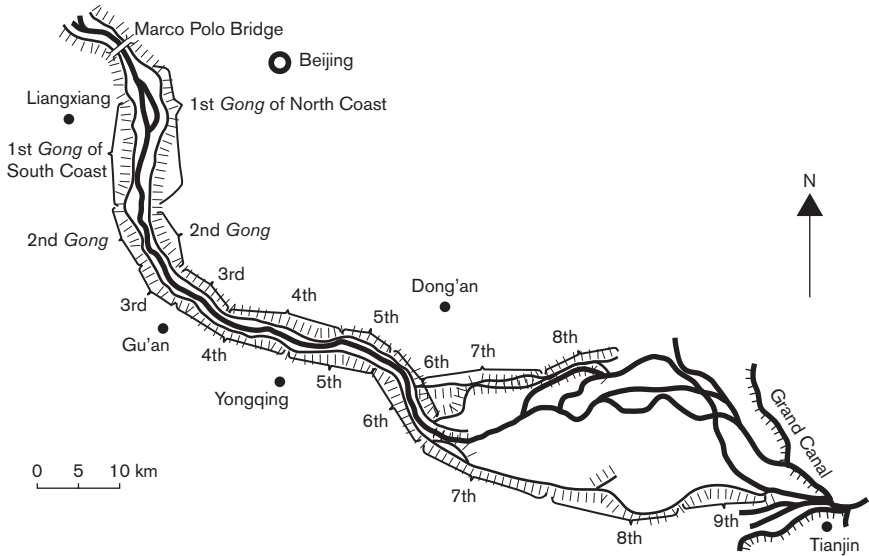 Marco Polo Bridge
Beijing
Liangxiang
1st Gong of North Coast
1st Gong of
South Coast
N
2nd Gong
2nd Gong
3rd
Dong'an
4th
3rd
5th
Gu'an
4th
6th
7th
8th
5th
Yongqing
6th
Grand Canal
0 5 10 km
7th
9th
8th
Tianjin